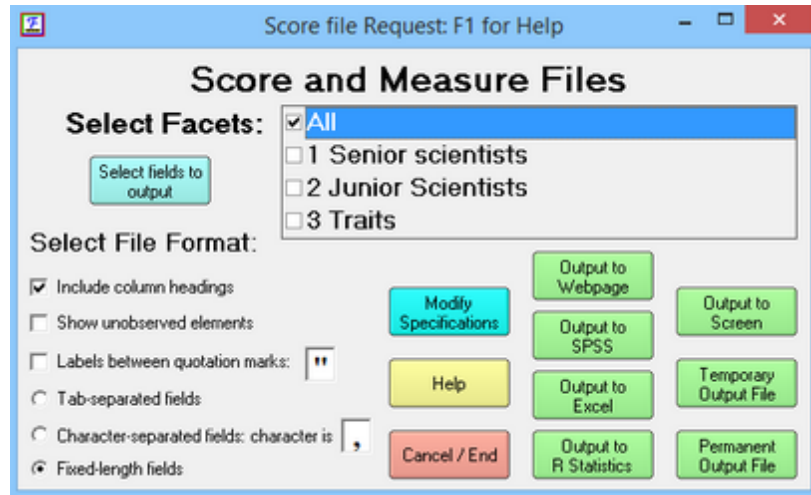 Score file Request: F1 for Help
Score and Measure Files
Select Facets:
All
1 Senior scientists
2 Junior Scientists
3 Traits
Select fields to
output
Select File Format:
Include column headings
Show unobserved elements
Labels between quotation marks: "
Tab-separated fields
Character-separated fields: character is ,
Fixed-length fields
Modify
Specifications
Help
Cancel / End
Output to
Webpage
Output to
SPSS
Output to
Excel
Output to
R Statistics
Output to
Screen
Temporary
Output File
Permanent
Output File